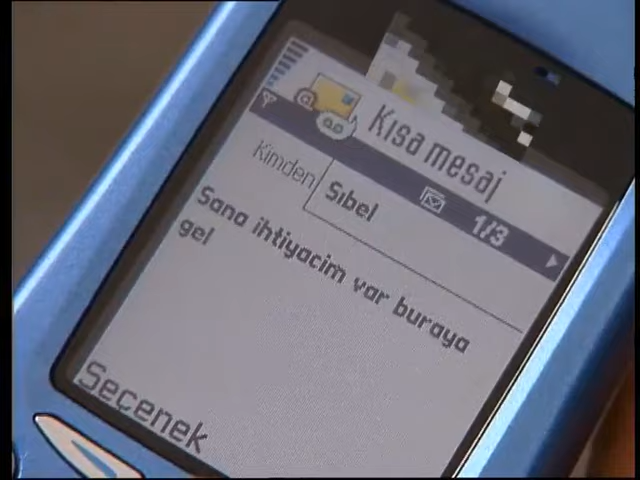 Kısa mesaj
1/3
Kimden
Sıbel
Sana ihtiyacim var buraya
gel
Seçenek